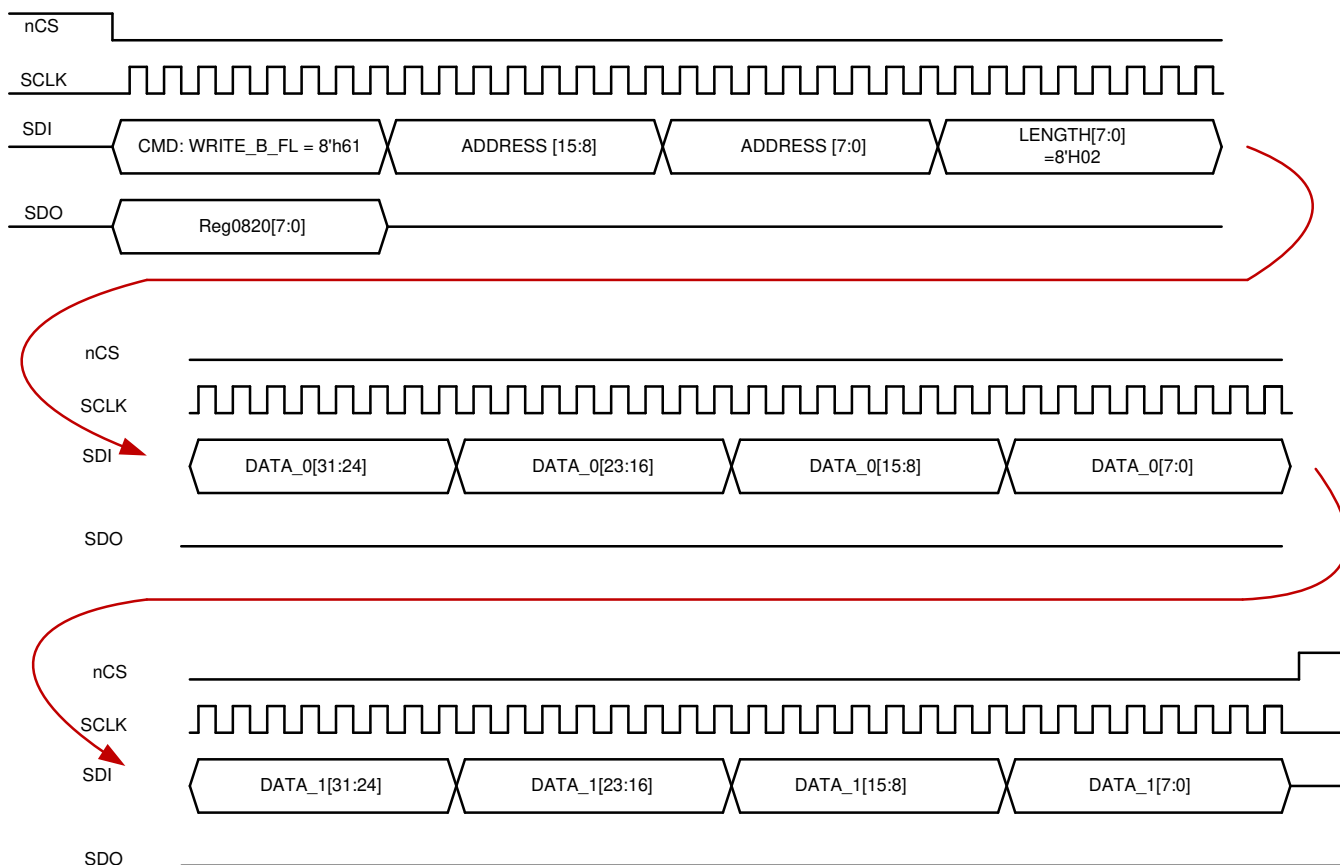 nCS
SCLK
SDI
CMD: WRITE_B_FL = 8'h61
ADDRESS [15:8]
ADDRESS [7:0]
LENGTH[7:0]
=8'H02
SDO
Reg0820[7:0]
nCS
SCLK
SDI
DATA_0[31:24]
DATA_0[23:16]
DATA_0[15:8]
DATA_0[7:0]
SDO
nCS
SCLK
SDI
DATA_1[31:24]
DATA_1[23:16]
DATA_1[15:8]
DATA_1[7:0]
SDO